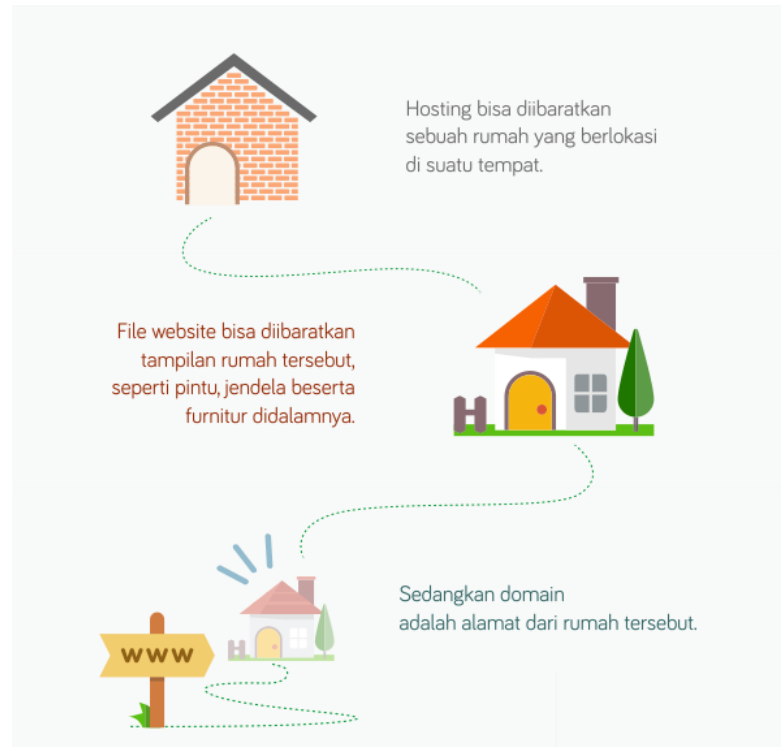 Hosting bisa diibaratkan
sebuah rumah yang berlokasi
di suatu tempat.
File website bisa diibaratkan
tampilan rumah tersebut,
seperti pintu, jendela beserta
furnitur didalamnya.
Sedangkan domain
adalah alamat dari rumah tersebut.
www